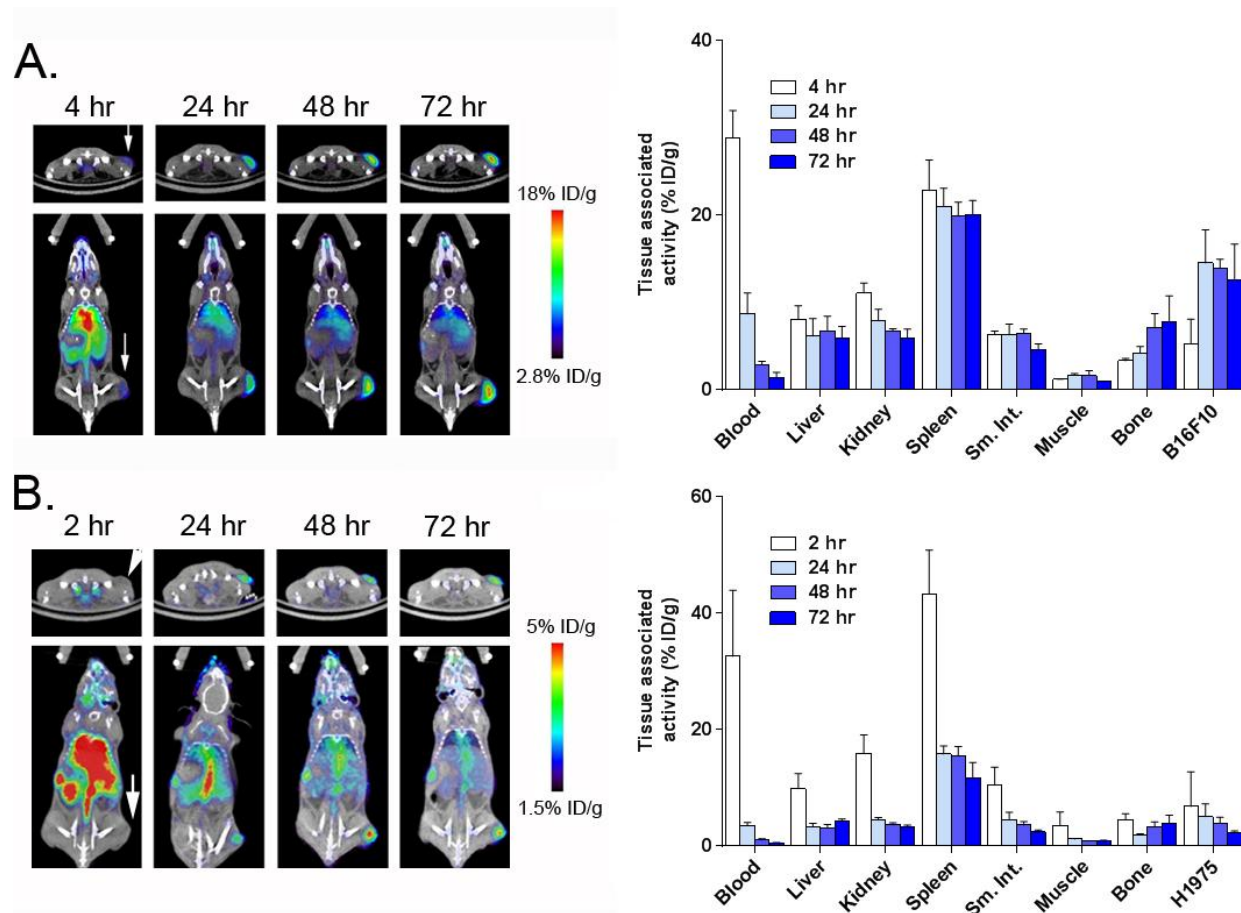 A.
4 hr 24 hr 48 hr 72 hr
18% ID/g
2.8% ID/g
Tissue associated
activity (% ID/g)
40
20
0
4 hr
24 hr
48 hr
72 hr
Blood Liver Kidney Spleen Sm. Int. Muscle Bone B16F10
B.
2 hr 24 hr 48 hr 72 hr
5% ID/g
1.5% ID/g
Tissue associated
activity (% ID/g)
60
40
20
0
2 hr
24 hr
48 hr
72 hr
Blood Liver Kidney Spleen Sm. Int. Muscle Bone H1975